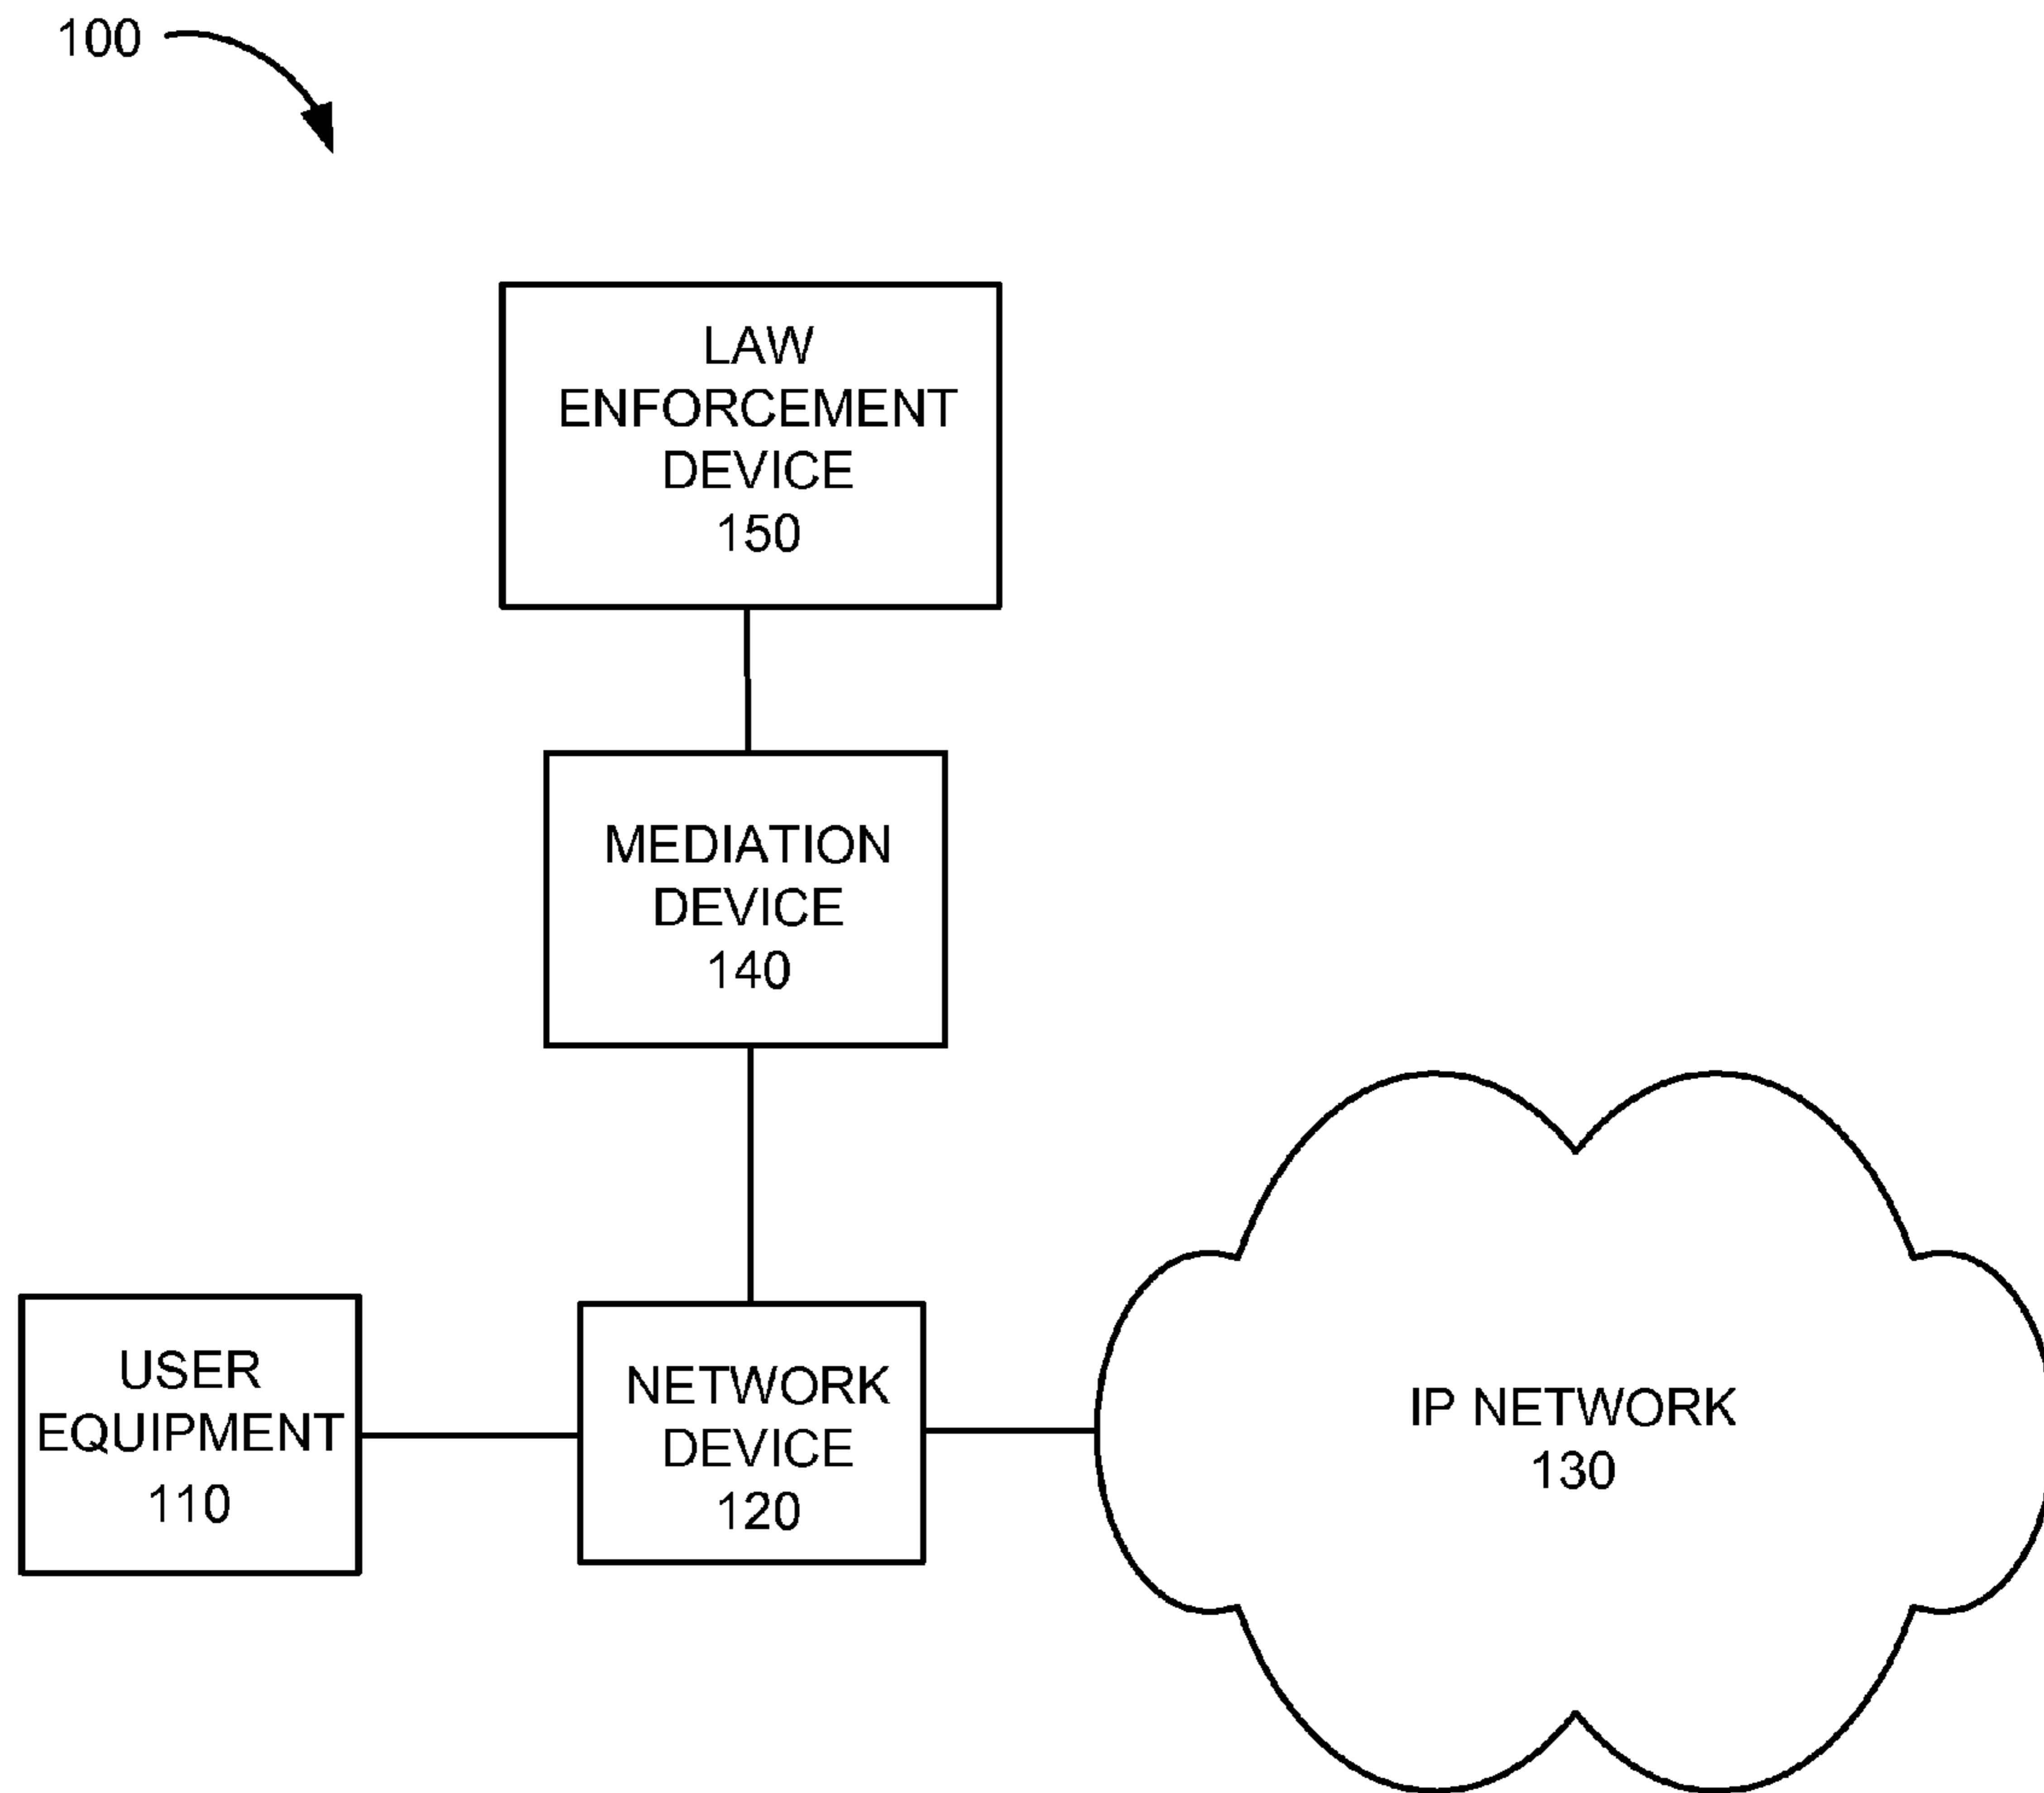 100
LAW
ENFORCEMENT
DEVICE
150
MEDIATION
DEVICE
140
USER
EQUIPMENT
110
NETWORK
DEVICE
120
IP NETWORK
130